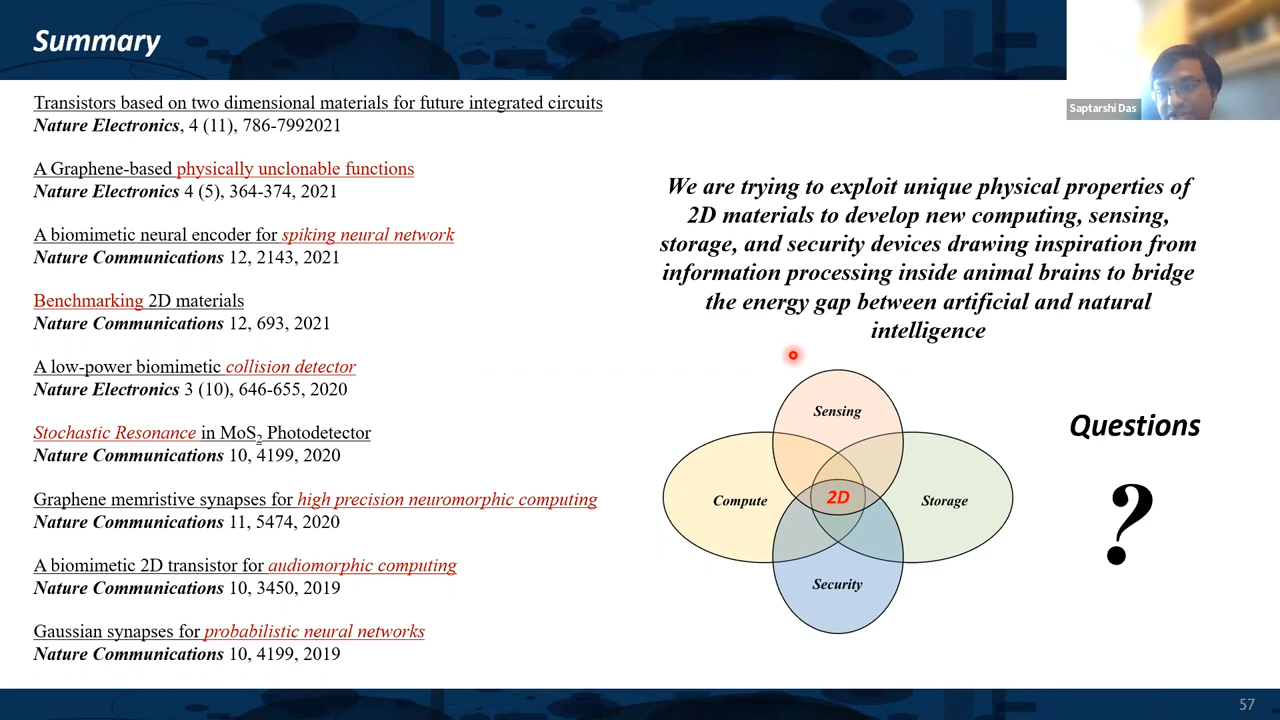 Summary
Saptarshi Das
Transistors based on two dimensional materials for future integrated circuits
Nature Electronics, 4 (11), 786-7992021
A Graphene-based physically unclonable functions
Nature Electronics 4 (5), 364-374, 2021
A biomimetic neural encoder for spiking neural network
Nature Communications 12, 2143, 2021
Benchmarking 2D materials
Nature Communications 12, 693, 2021
A low-power biomimetic collision detector
Nature Electronics 3 (10), 646-655, 2020
Stochastic Resonance in MoS2 Photodetector
Nature Communications 10, 4199, 2020
Graphene memristive synapses for high precision neuromorphic computing
Nature Communications 11, 5474, 2020
A biomimetic 2D transistor for audiomorphic computing
Nature Communications 10, 3450, 2019
Gaussian synapses for probabilistic neural networks
Nature Communications 10, 4199, 2019
We are trying to exploit unique physical properties of
2D materials to develop new computing, sensing,
storage, and security devices drawing inspiration from
information processing inside animal brains to bridge
the energy gap between artificial and natural
intelligence
Sensing
Compute
2D
Storage
Security
Questions
?
57